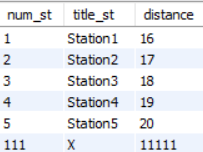 num_st title_st distance
1 Station1 16
2 Station2 17
3 Station3 18
4 Station4 19
5 Station5 20
111 X 11111